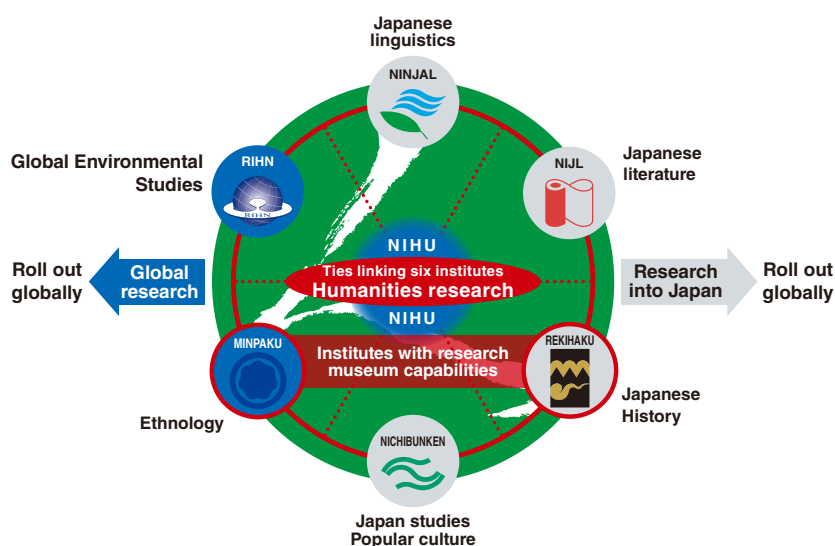 Japanese
linguistics
NINJAL
Global Environmental
Studies
RIHN
RIHN
NIJL
Japanese
literature
NIHU
Ties linking six institutes
Humanities research
NIHU
Roll out
globally
Global
research
Research
into Japan
Roll out
globally
MINPAKU
Institutes with research
museum capabilities
REKIHAKU
Ethnology
Japanese
History
NICHIBUNKEN
Japan studies
Popular culture